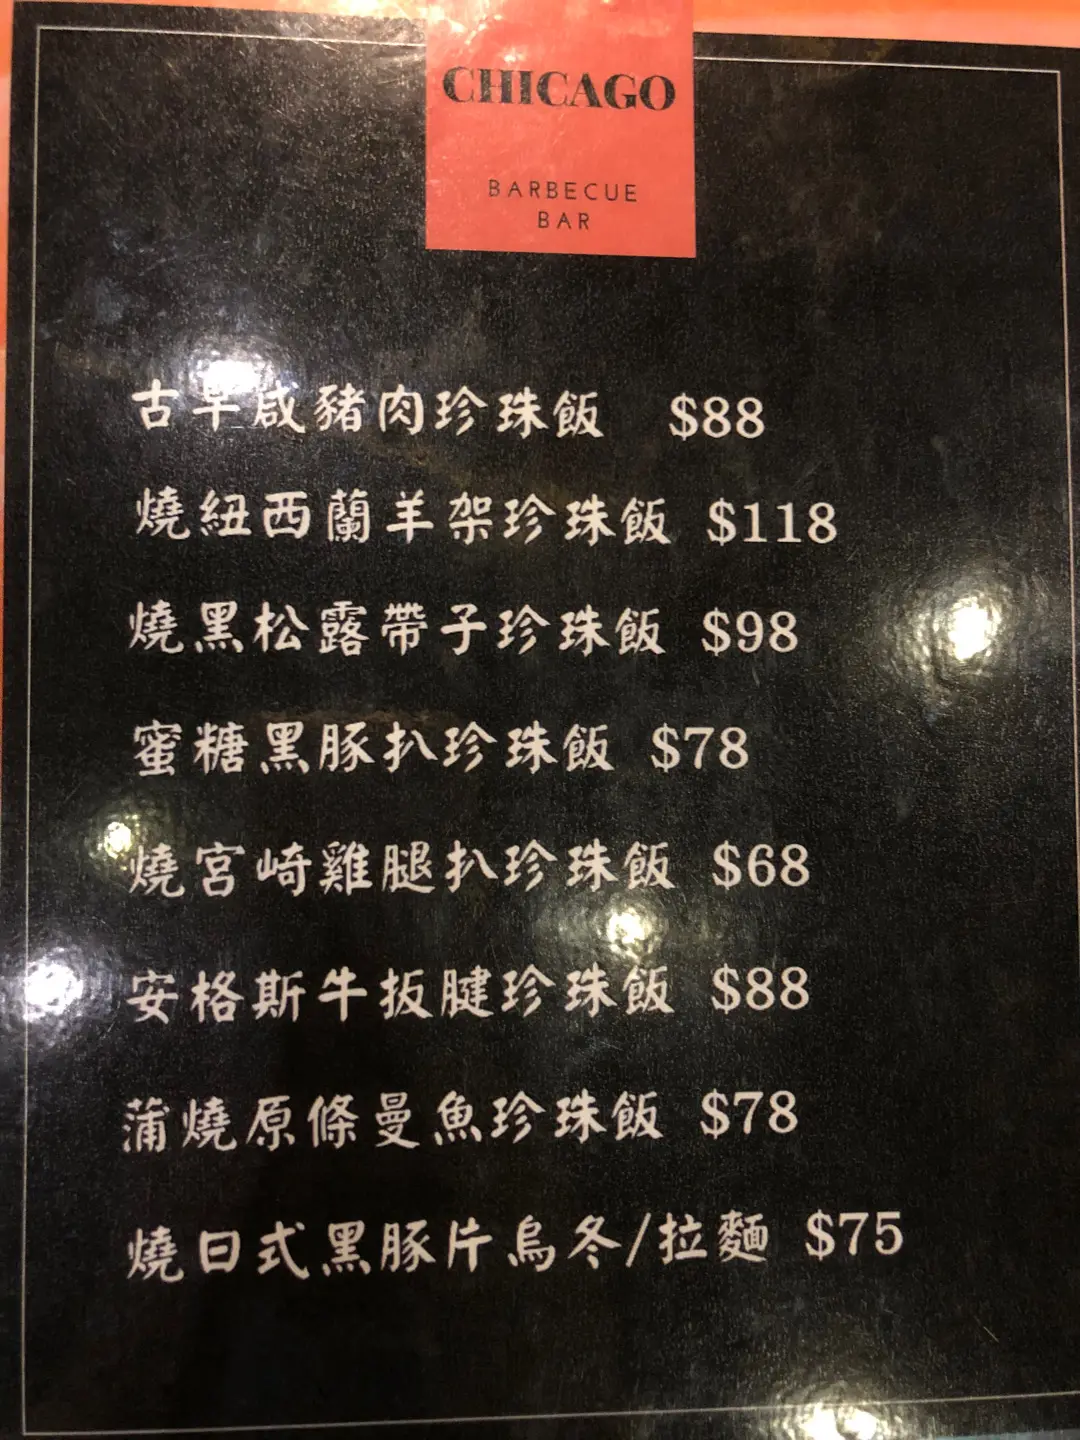 CHICAGO
BARBECUE
BAR
古早咸豬肉珍珠飯 $88
燒紐西蘭羊架珍珠飯 $118
燒黑松露帶子珍珠飯 $98
蜜糖黑豚扒珍珠飯 $78
燒宮崎雞腿扒珍珠飯 $68
安格斯牛扳腱珍珠飯 $88
蒲燒原條曼魚珍珠飯 $78
燒日式黑豚片烏冬/拉麵 $75